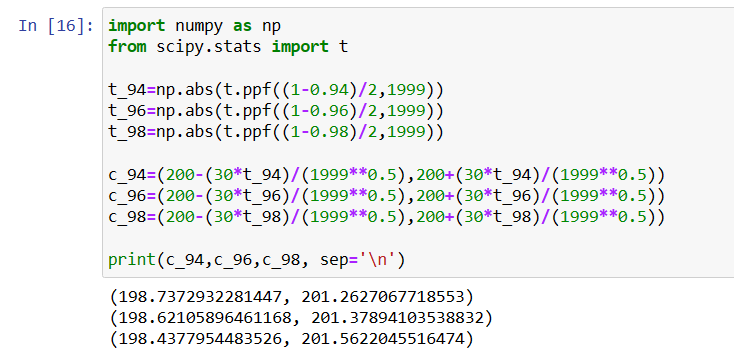 In [16]: import numpy as np
from scipy.stats import t
t_94=np.abs(t.ppf((1-0.94)/2,1999))
t_96=np.abs(t.ppf((1-0.96)/2,1999))
t_98=np.abs(t.ppf((1-0.98)/2,1999))
c_94=(200-(30*t_94)/(1999**0.5),200+(30*t_94)/(1999**0.5))
c_96=(200-(30*t_96)/(1999**0.5),200+(30*t_96)/(1999**0.5))
c_98=(200-(30*t_98)/(1999**0.5),200+(30*t_98)/(1999**0.5))
print(c_94,c_96,c_98, sep='\n')
(198.7372932281447, 201.2627067718553)
(198.62105896461168, 201.37894103538832)
(198.4377954483526, 201.5622045516474)